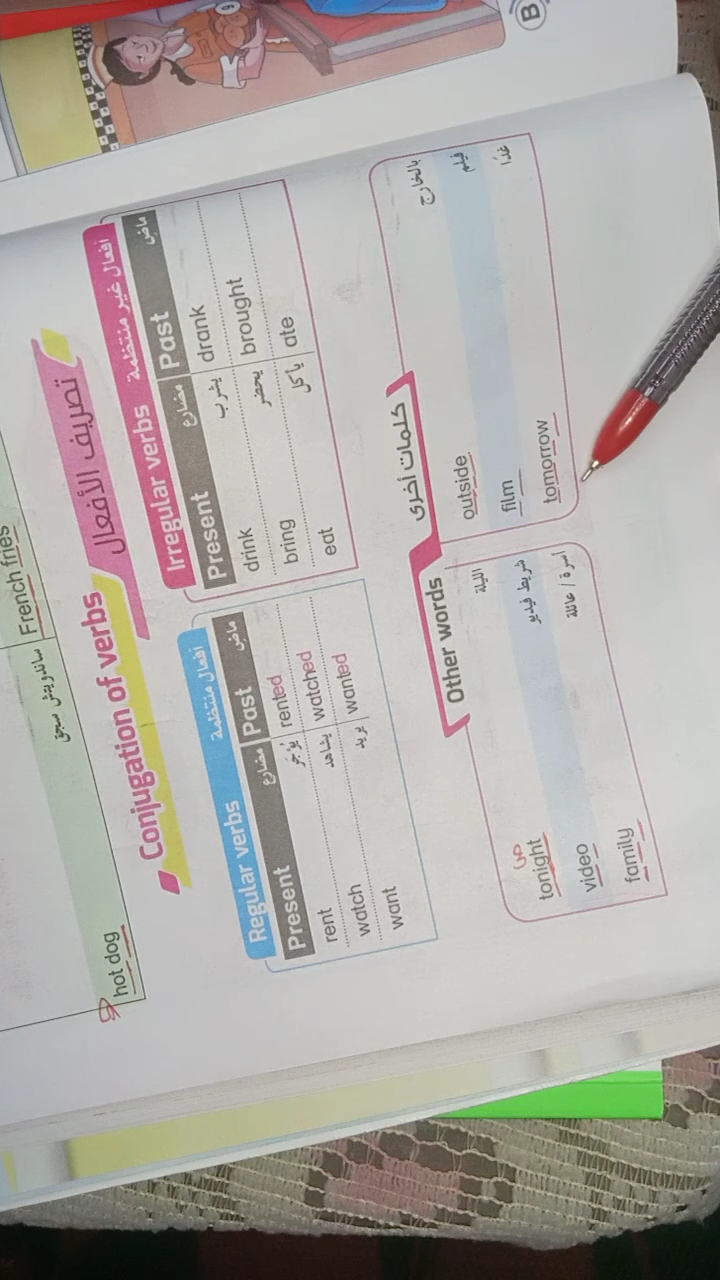 B
hot dog ساندويتش سجق French fries
Conjugation of verbs تصريف الأفعال
Regular verbs أفعال منتظمة
Present مضارع Past ماضٍ
rent يؤجر rented
watch يشاهد watched
want يريد wanted
Irregular verbs أفعال غير منتظمة
Present مضارع Past ماضٍ
drink يشرب drank
bring يحضر brought
eat يأكل ate
Other words كلمات أخرى
tonight الليلة
video شريط فيديو
family أسرة / عائلة
outside بالخارج
film فيلم
tomorrow غدًا